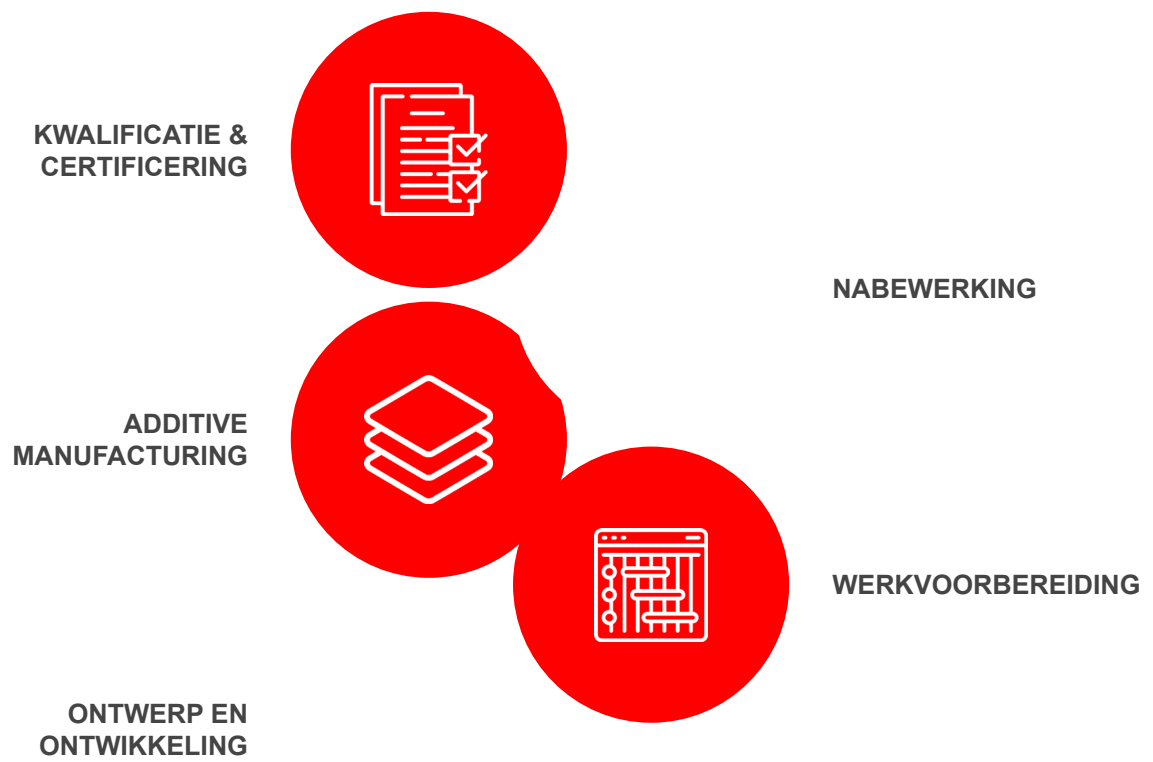 KWALIFICATIE &
CERTIFICERING
NABEWERKING
ADDITIVE
MANUFACTURING
WERKVOORBEREIDING
ONTWERP EN
ONTWIKKELING